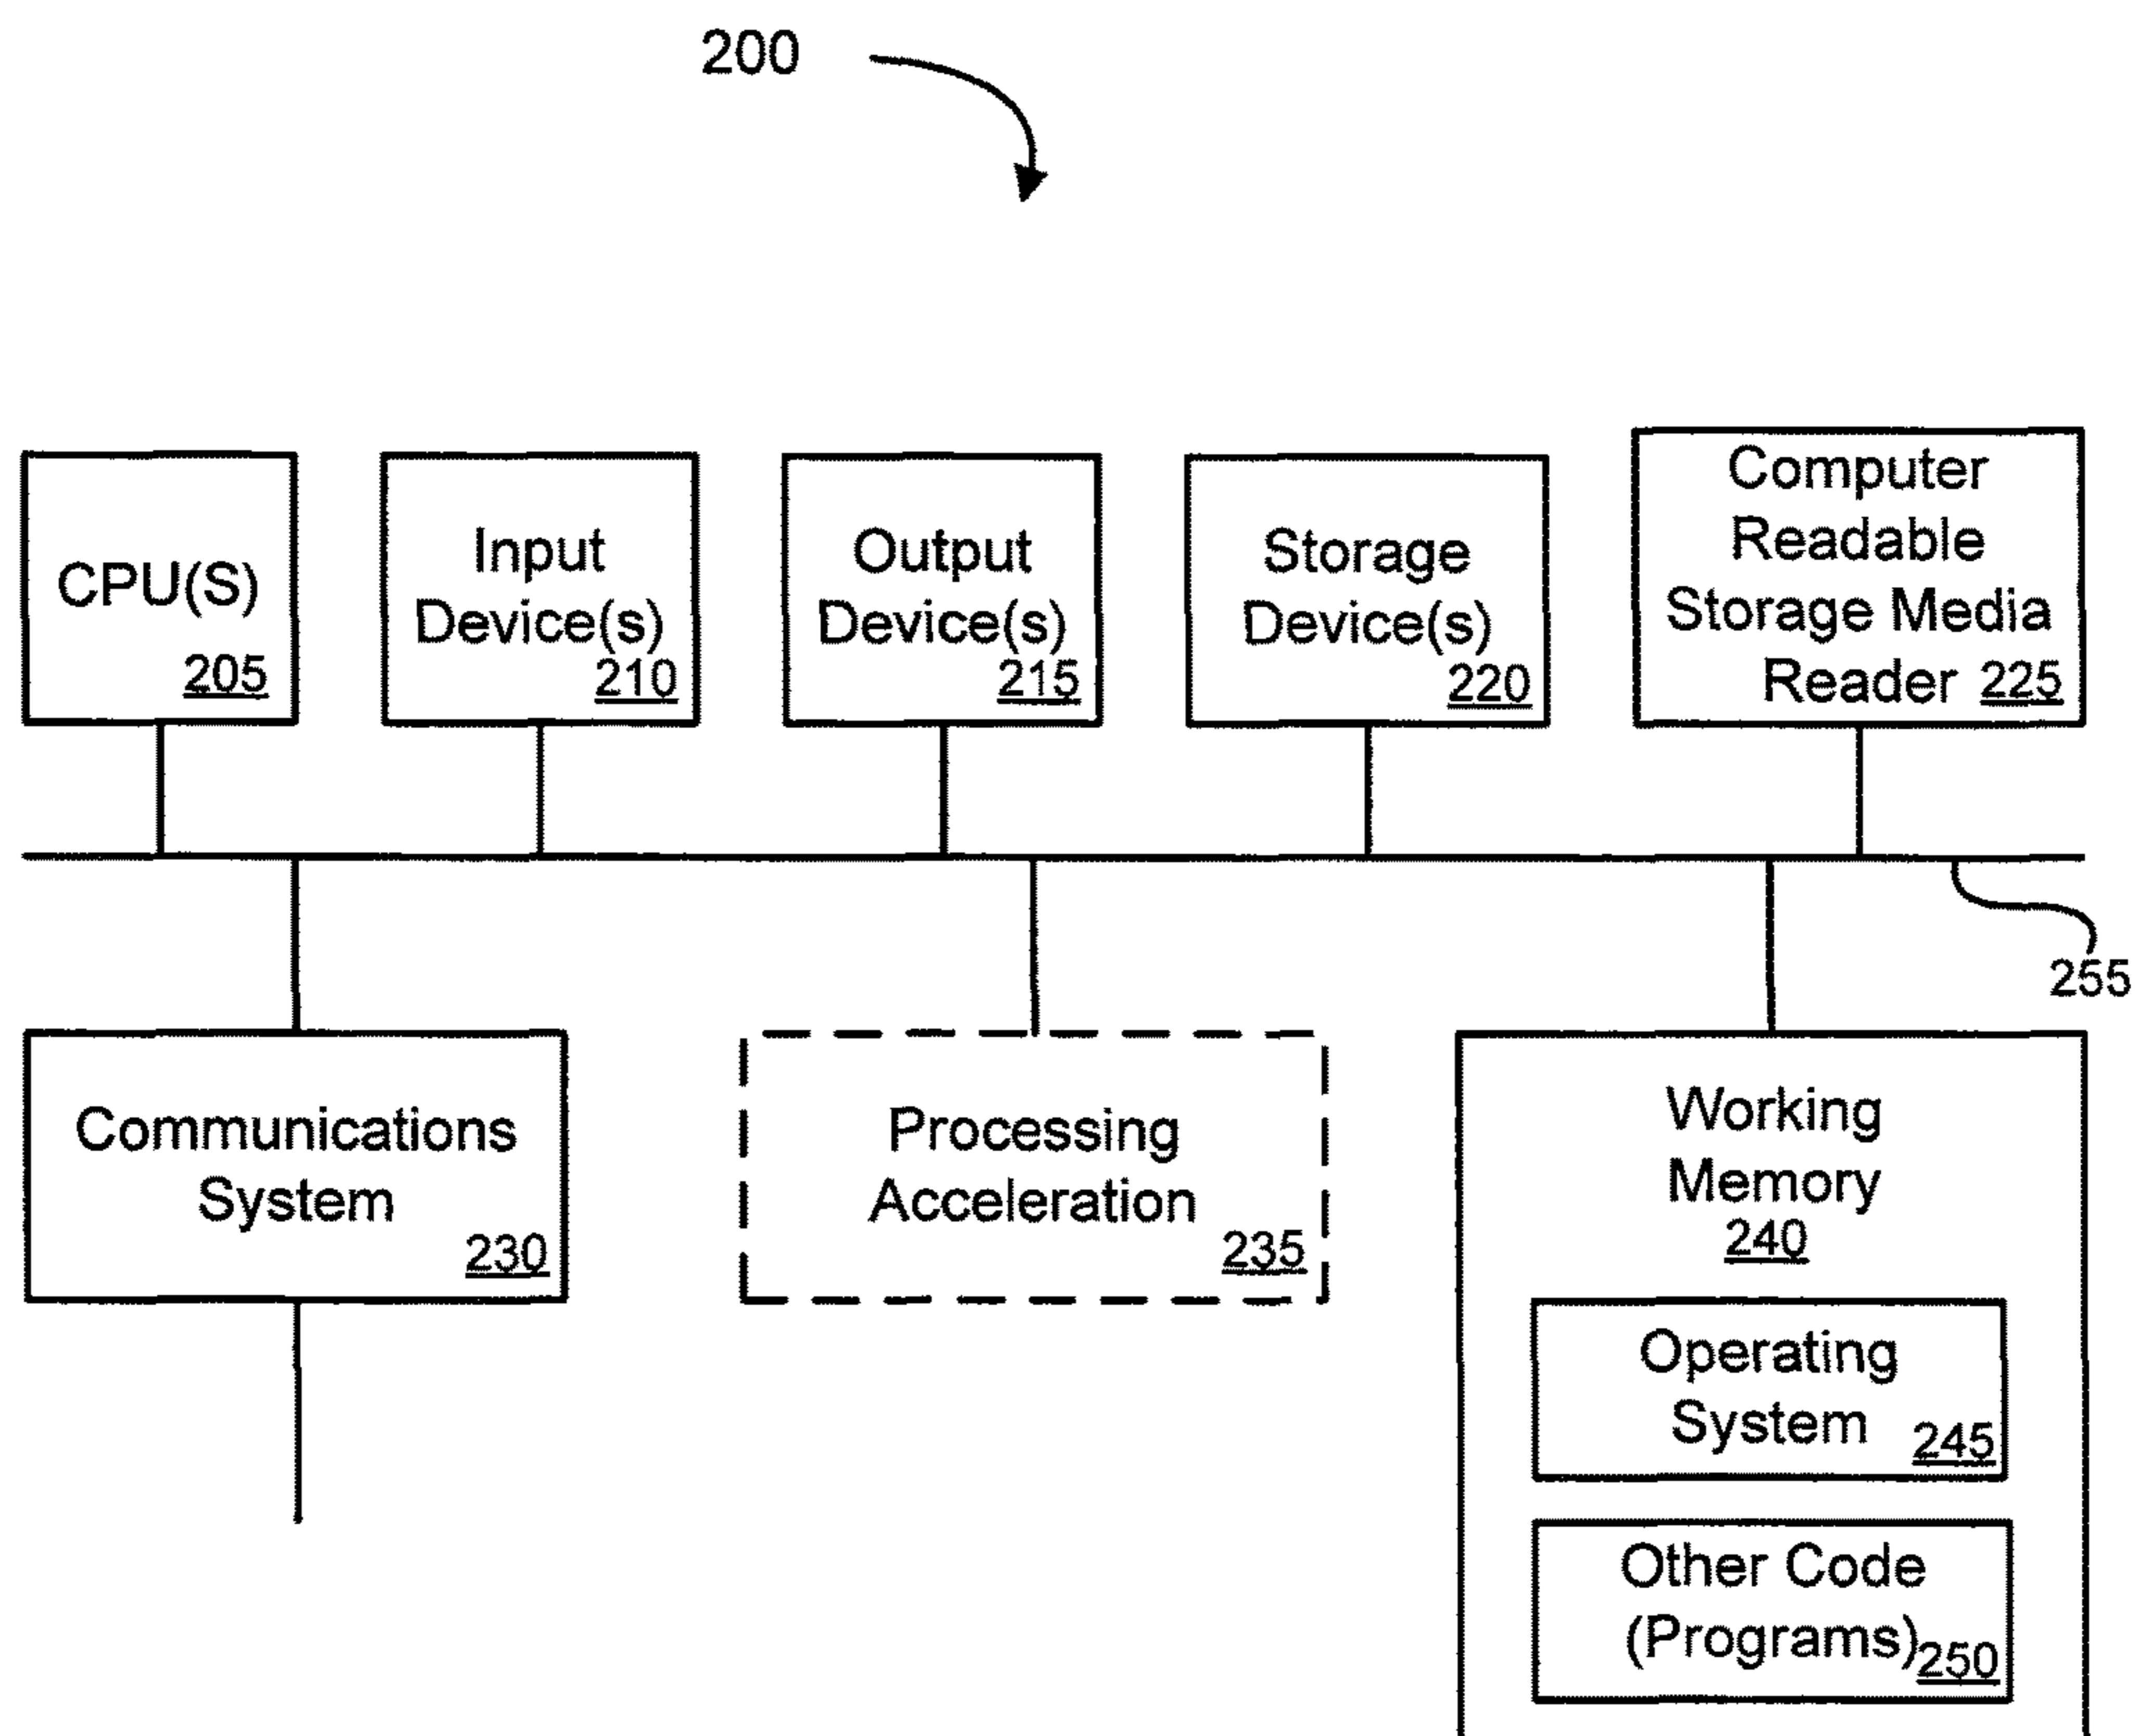 200
CPU(S)
205
Input
Device(s)
210
Output
Device(s)
215
Storage
Device(s)
220
Computer
Readable
Storage Media
Reader 225
255
Communications
System
230
Processing
Acceleration
235
Working
Memory
240
Operating
System
245
Other Code
(Programs)
250